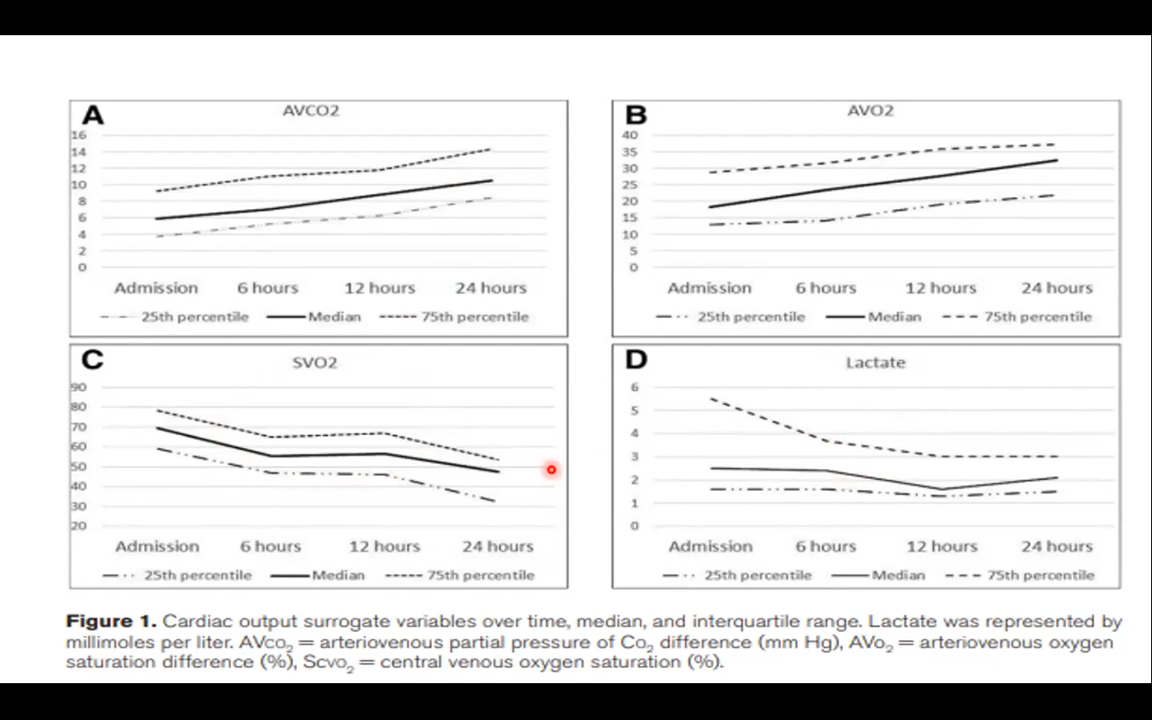 A
AVCO2
16
14
12
10
8
6
4
2
0
Admission 6 hours 12 hours 24 hours
25th percentile Median 75th percentile
B
AVO2
40
35
30
25
20
15
10
5
0
Admission 6 hours 12 hours 24 hours
25th percentile Median 75th percentile
C
SVO2
90
80
70
60
50
40
30
20
Admission 6 hours 12 hours 24 hours
25th percentile Median 75th percentile
D
Lactate
6
5
4
3
2
1
0
Admission 6 hours 12 hours 24 hours
25th percentile Median 75th percentile
Figure 1. Cardiac output surrogate variables over time, median, and interquartile range. Lactate was represented by
millimoles per liter. AVco₂ = arteriovenous partial pressure of Co₂ difference (mm Hg), AVo₂ = arteriovenous oxygen
saturation difference (%), Scvo₂ = central venous oxygen saturation (%).